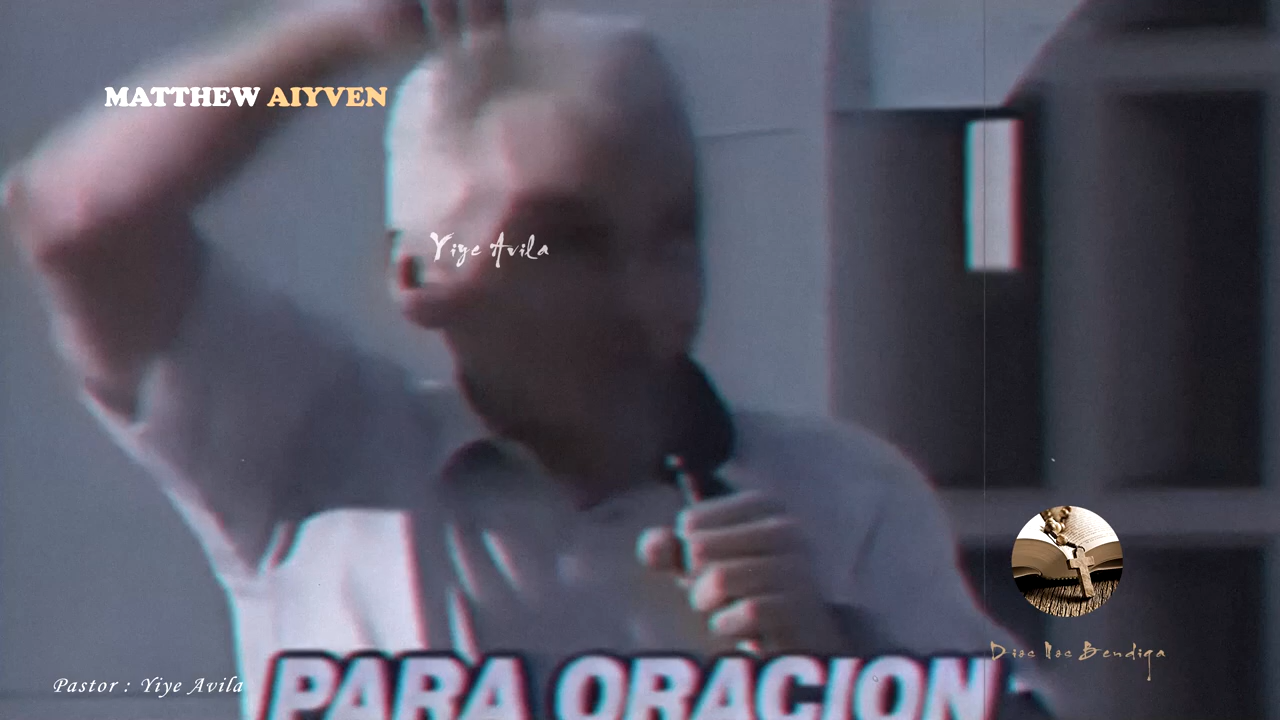 MATTHEW AIYVEN
Yiye Avila
Dios Nos Bendiga
Pastor : Yiye Avila
PARA ORACION